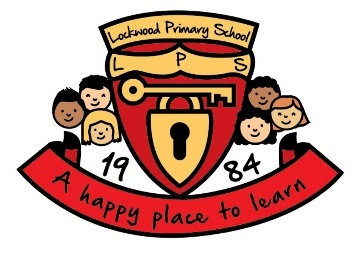 Lockwood Primary School
L P S
19 84
A happy place to learn